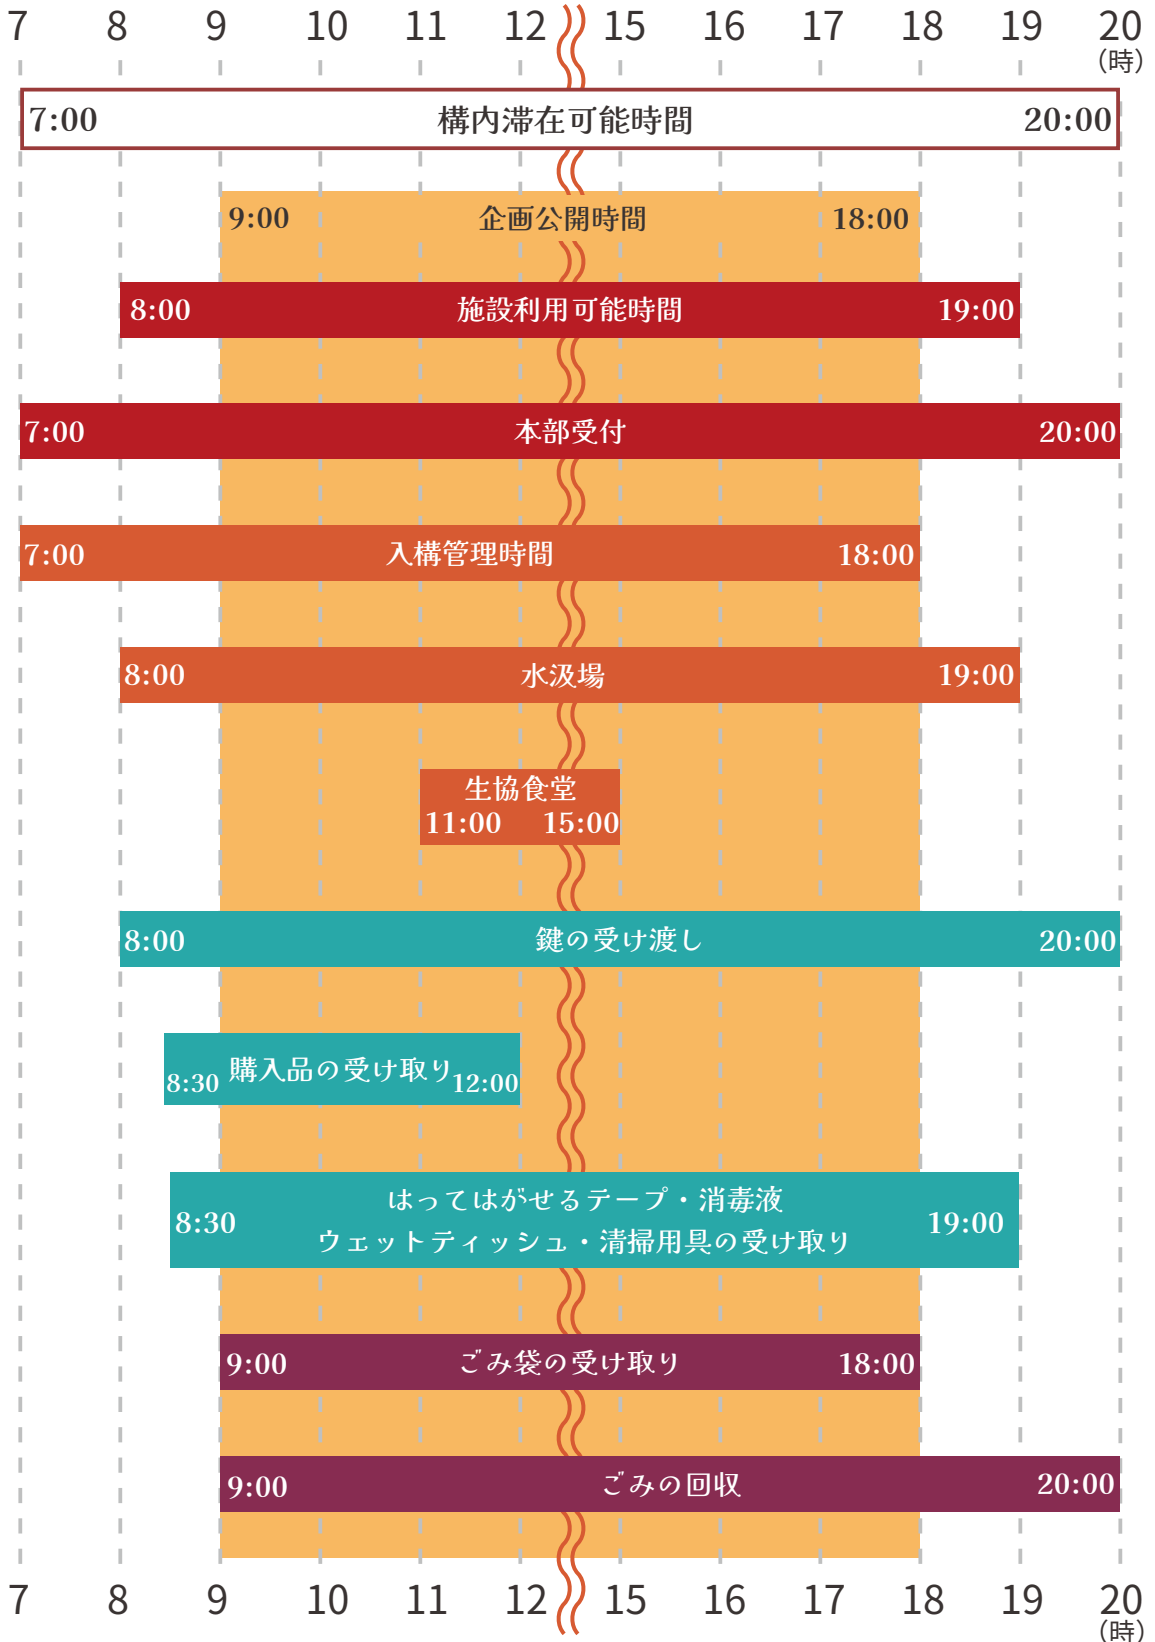 7 8 9 10 11 12 15 16 17 18 19 20
(時)
7:00 構内滞在可能時間 20:00
9:00 企画公開時間 18:00
8:00 施設利用可能時間 19:00
7:00 本部受付 20:00
7:00 入構管理時間 18:00
8:00 水汲場 19:00
生協食堂
11:00 15:00
8:00 鍵の受け渡し 20:00
8:30 購入品の受け取り 12:00
はってはがせるテープ・消毒液
8:30 19:00
ウェットティッシュ・清掃用具の受け取り
9:00 ごみ袋の受け取り 18:00
9:00 ごみの回収 20:00
7 8 9 10 11 12 15 16 17 18 19 20
(時)